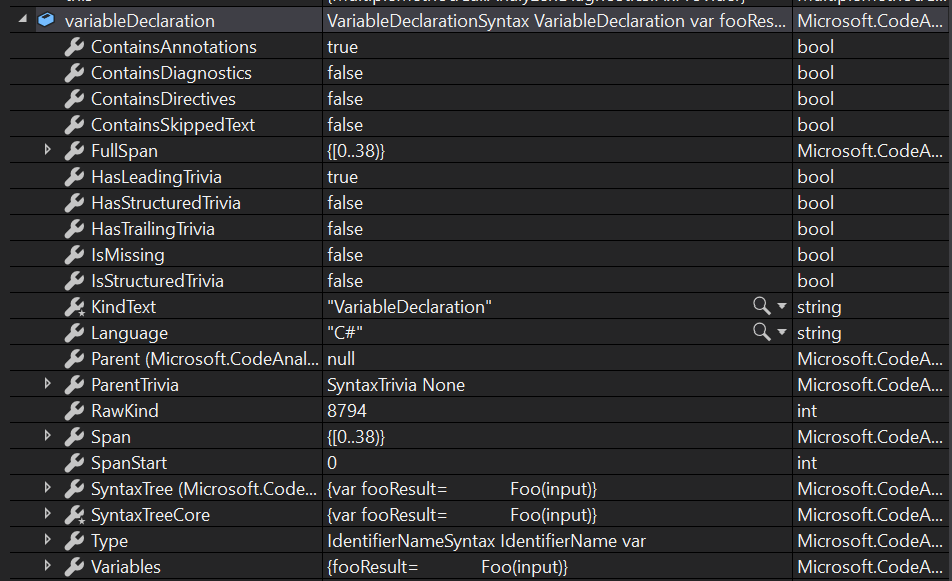 variableDeclaration VariableDeclarationSyntax VariableDeclaration var fooRes... Microsoft.CodeA...
ContainsAnnotations true bool
ContainsDiagnostics false bool
ContainsDirectives false bool
ContainsSkippedText false bool
FullSpan {[0..38)} Microsoft.CodeA...
HasLeadingTrivia true bool
HasStructuredTrivia false bool
HasTrailingTrivia false bool
IsMissing false bool
IsStructuredTrivia false bool
KindText "VariableDeclaration" string
Language "C#" string
Parent (Microsoft.CodeAnal... null Microsoft.CodeA...
ParentTrivia SyntaxTrivia None Microsoft.CodeA...
RawKind 8794 int
Span {[0..38)} Microsoft.CodeA...
SpanStart 0 int
SyntaxTree (Microsoft.Code... {var fooResult= Foo(input)} Microsoft.CodeA...
SyntaxTreeCore {var fooResult= Foo(input)} Microsoft.CodeA...
Type IdentifierNameSyntax IdentifierName var Microsoft.CodeA...
Variables {fooResult= Foo(input)} Microsoft.CodeA...